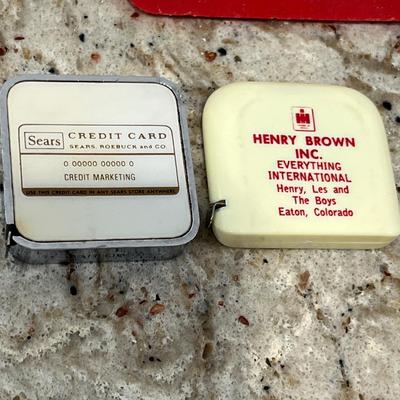 Sears CREDIT CARD
SEARS, ROEBUCK and CO.
0 00000 00000 0
CREDIT MARKETING
USE THIS CREDIT CARD IN ANY SEARS STORE ANYWHERE
HENRY BROWN
INC.
EVERYTHING
INTERNATIONAL
Henry, Les and
The Boys
Eaton, Colorado